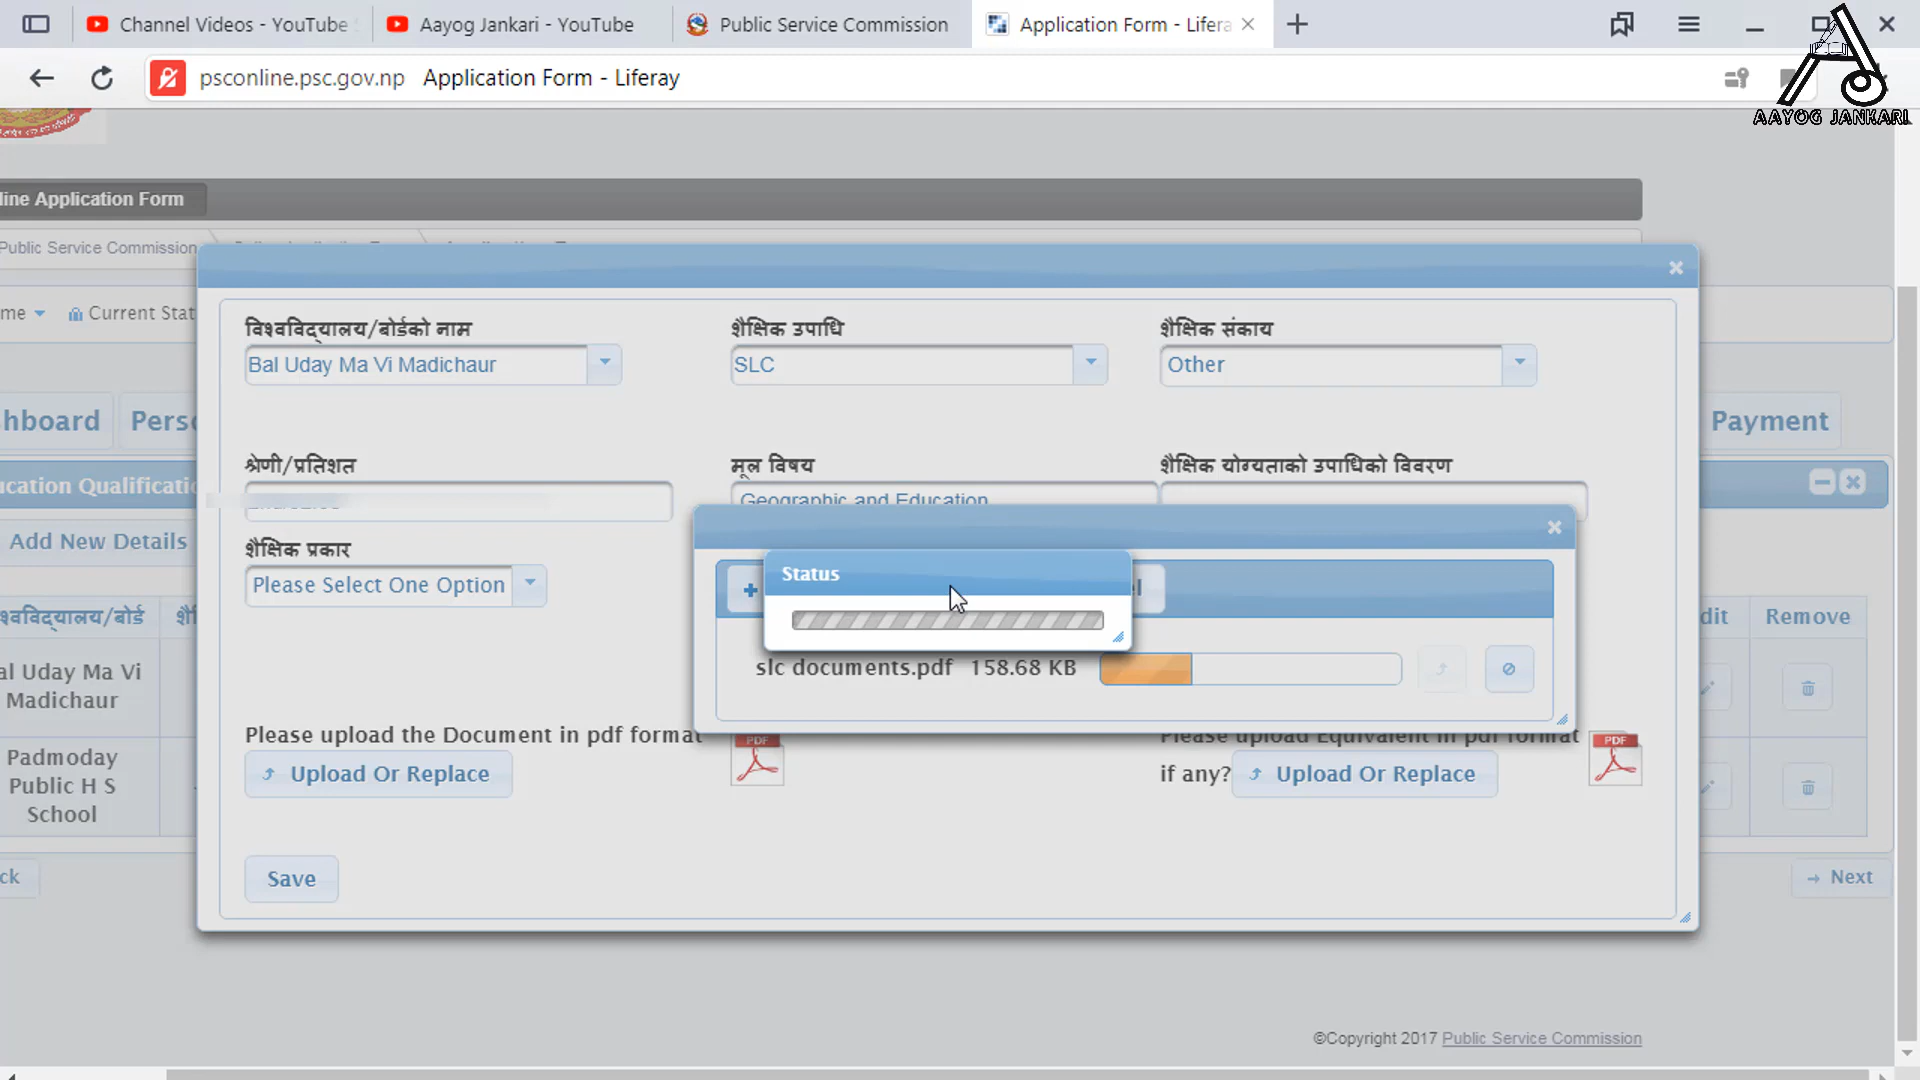 Channel Videos - YouTube
Aayog Jankari - YouTube
Public Service Commission
Application Form - Lifera
psconline.psc.gov.np Application Form - Liferay
AAYOG JANKARI
line Application Form
Public Service Commission
me
Current Stat
विश्वविद्यालय/बोर्डको नाम
शैक्षिक उपाधि
शैक्षिक संकाय
Bal Uday Ma Vi Madichaur
SLC
Other
hboard
Perso
Payment
श्रेणी/प्रतिशत
मूल विषय
शैक्षिक योग्यताको उपाधिको विवरण
ucation Qualificatio
Geographic and Education
Add New Details
शैक्षिक प्रकार
Please Select One Option
Status
श्वविद्यालय/बोर्ड
शै
dit
Remove
al Uday Ma Vi
Madichaur
slc documents.pdf 158.68 KB
Padmoday
Public H S
School
Please upload the Document in pdf format
Upload Or Replace
PDF
Please upload Equivalent in pdf format
if any?
Upload Or Replace
PDF
Save
ck
Next
©Copyright 2017 Public Service Commission